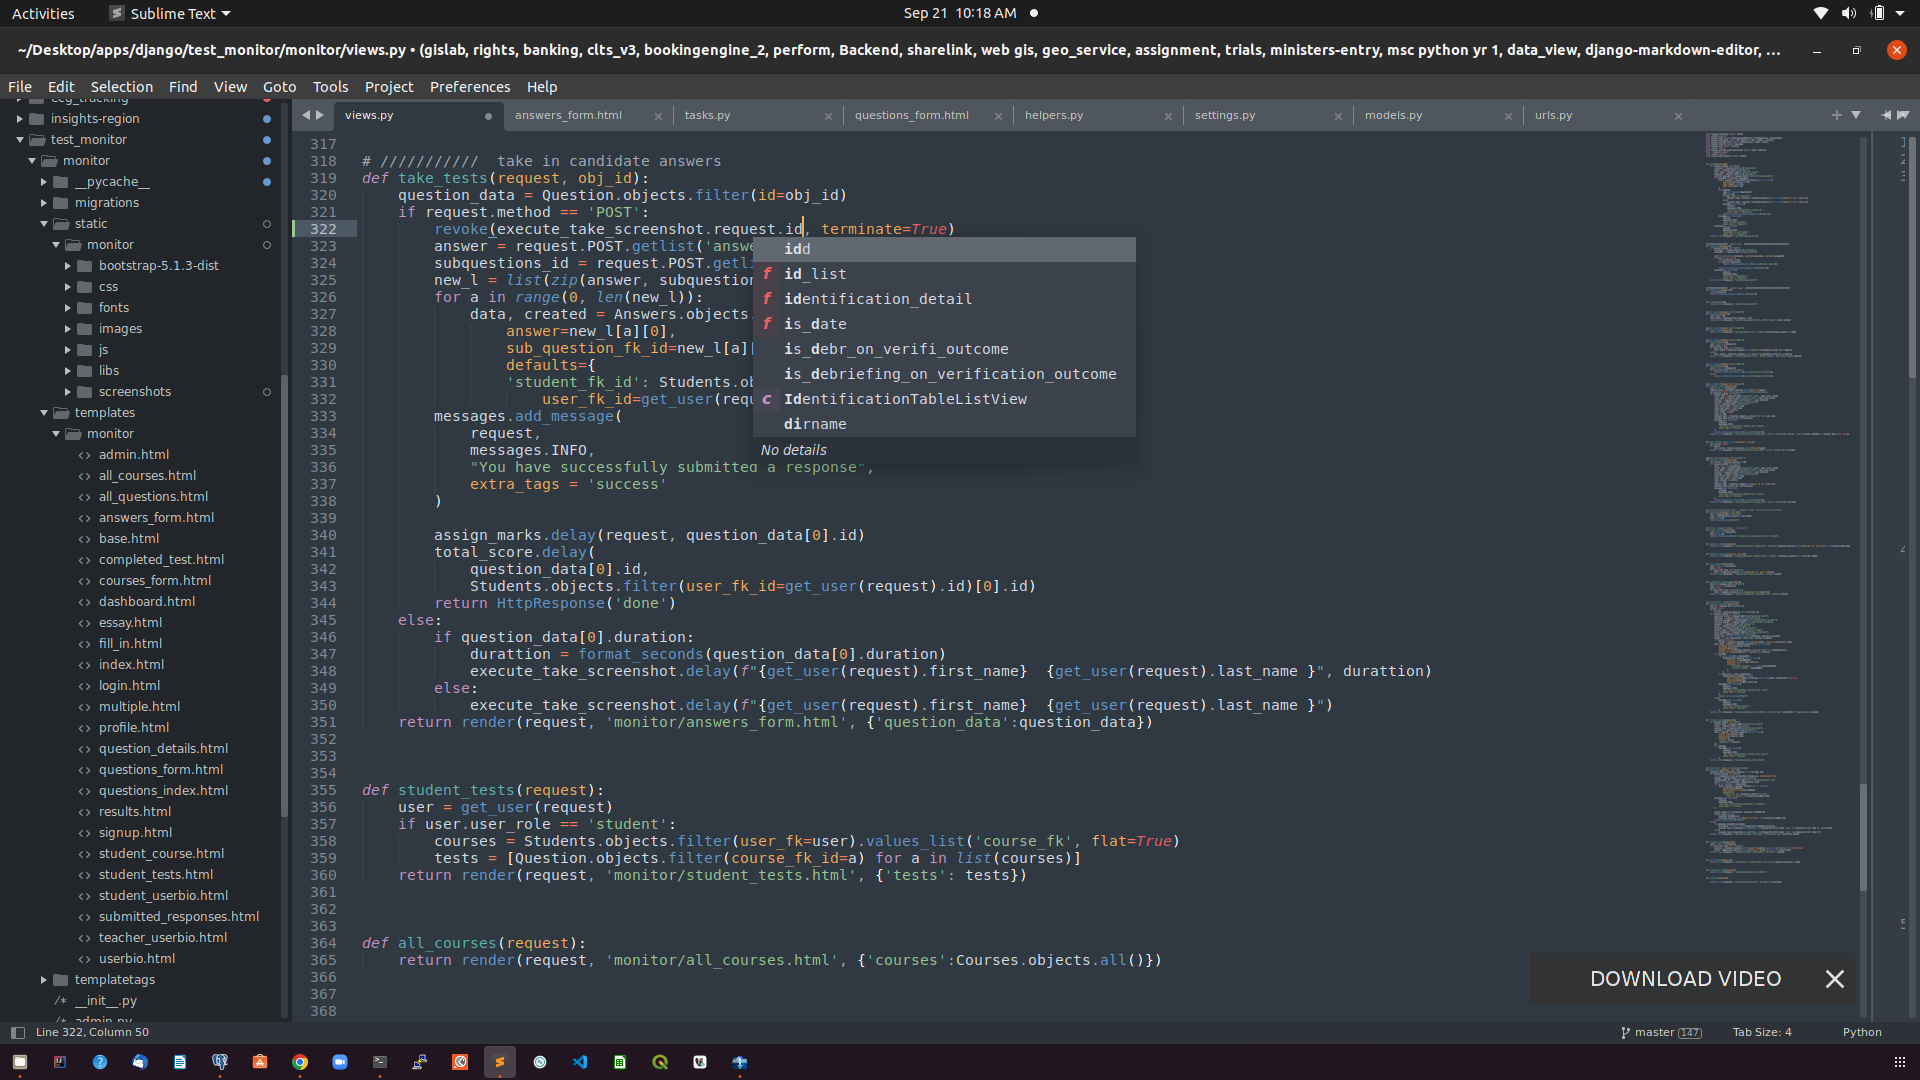 Activities
Sublime Text
Sep 21 10:18 AM
~/Desktop/apps/django/test_monitor/monitor/views.py • (gislab, rights, banking, clts_v3, bookingengine_2, perform, Backend, sharelink, web gis, geo_service, assignment, trials, ministers-entry, msc python yr 1, data_view, django-markdown-editor, ...
File Edit Selection Find View Goto Tools Project Preferences Help
insights-region
test_monitor
monitor
__pycache__
migrations
static
monitor
bootstrap-5.1.3-dist
css
fonts
images
js
libs
screenshots
templates
monitor
<> admin.html
<> all_courses.html
<> all_questions.html
<> answers_form.html
<> base.html
<> completed_test.html
<> courses_form.html
<> dashboard.html
<> essay.html
<> fill_in.html
<> index.html
<> login.html
<> multiple.html
<> profile.html
<> question_details.html
<> questions_form.html
<> questions_index.html
<> results.html
<> signup.html
<> student_course.html
<> student_tests.html
<> student_userbio.html
<> submitted_responses.html
<> teacher_userbio.html
<> userbio.html
templatetags
/* __init__.py
views.py answers_form.html tasks.py questions_form.html helpers.py settings.py models.py urls.py
317
318 # /////////// take in candidate answers
319 def take_tests(request, obj_id):
320 question_data = Question.objects.filter(id=obj_id)
321 if request.method == 'POST':
322 revoke(execute_take_screenshot.request.id, terminate=True)
323 answer = request.POST.getlist('answe
324 subquestions_id = request.POST.getli
325 new_l = list(zip(answer, subquestion
326 for a in range(0, len(new_l)):
327 data, created = Answers.objects.
328 answer=new_l[a][0],
329 sub_question_fk_id=new_l[a][
330 defaults={
331 'student_fk_id': Students.ob
332 user_fk_id=get_user(requ
333 messages.add_message(
334 request,
335 messages.INFO,
336 "You have successfully submitted a response",
337 extra_tags = 'success'
338 )
339
340 assign_marks.delay(request, question_data[0].id)
341 total_score.delay(
342 question_data[0].id,
343 Students.objects.filter(user_fk_id=get_user(request).id)[0].id)
344 return HttpResponse('done')
345 else:
346 if question_data[0].duration:
347 durattion = format_seconds(question_data[0].duration)
348 execute_take_screenshot.delay(f"{get_user(request).first_name}  {get_user(request).last_name }", durattion)
349 else:
350 execute_take_screenshot.delay(f"{get_user(request).first_name}  {get_user(request).last_name }")
351 return render(request, 'monitor/answers_form.html', {'question_data':question_data})
352
353
354
355 def student_tests(request):
356 user = get_user(request)
357 if user.user_role == 'student':
358 courses = Students.objects.filter(user_fk=user).values_list('course_fk', flat=True)
359 tests = [Question.objects.filter(course_fk_id=a) for a in list(courses)]
360 return render(request, 'monitor/student_tests.html', {'tests': tests})
361
362
363
364 def all_courses(request):
365 return render(request, 'monitor/all_courses.html', {'courses':Courses.objects.all()})
366
367
368
idd
f id_list
f identification_detail
f is_date
is_debr_on_verifi_outcome
is_debriefing_on_verification_outcome
c IdentificationTableListView
dirname
No details
DOWNLOAD VIDEO
Line 322, Column 50
master 147
Tab Size: 4
Python